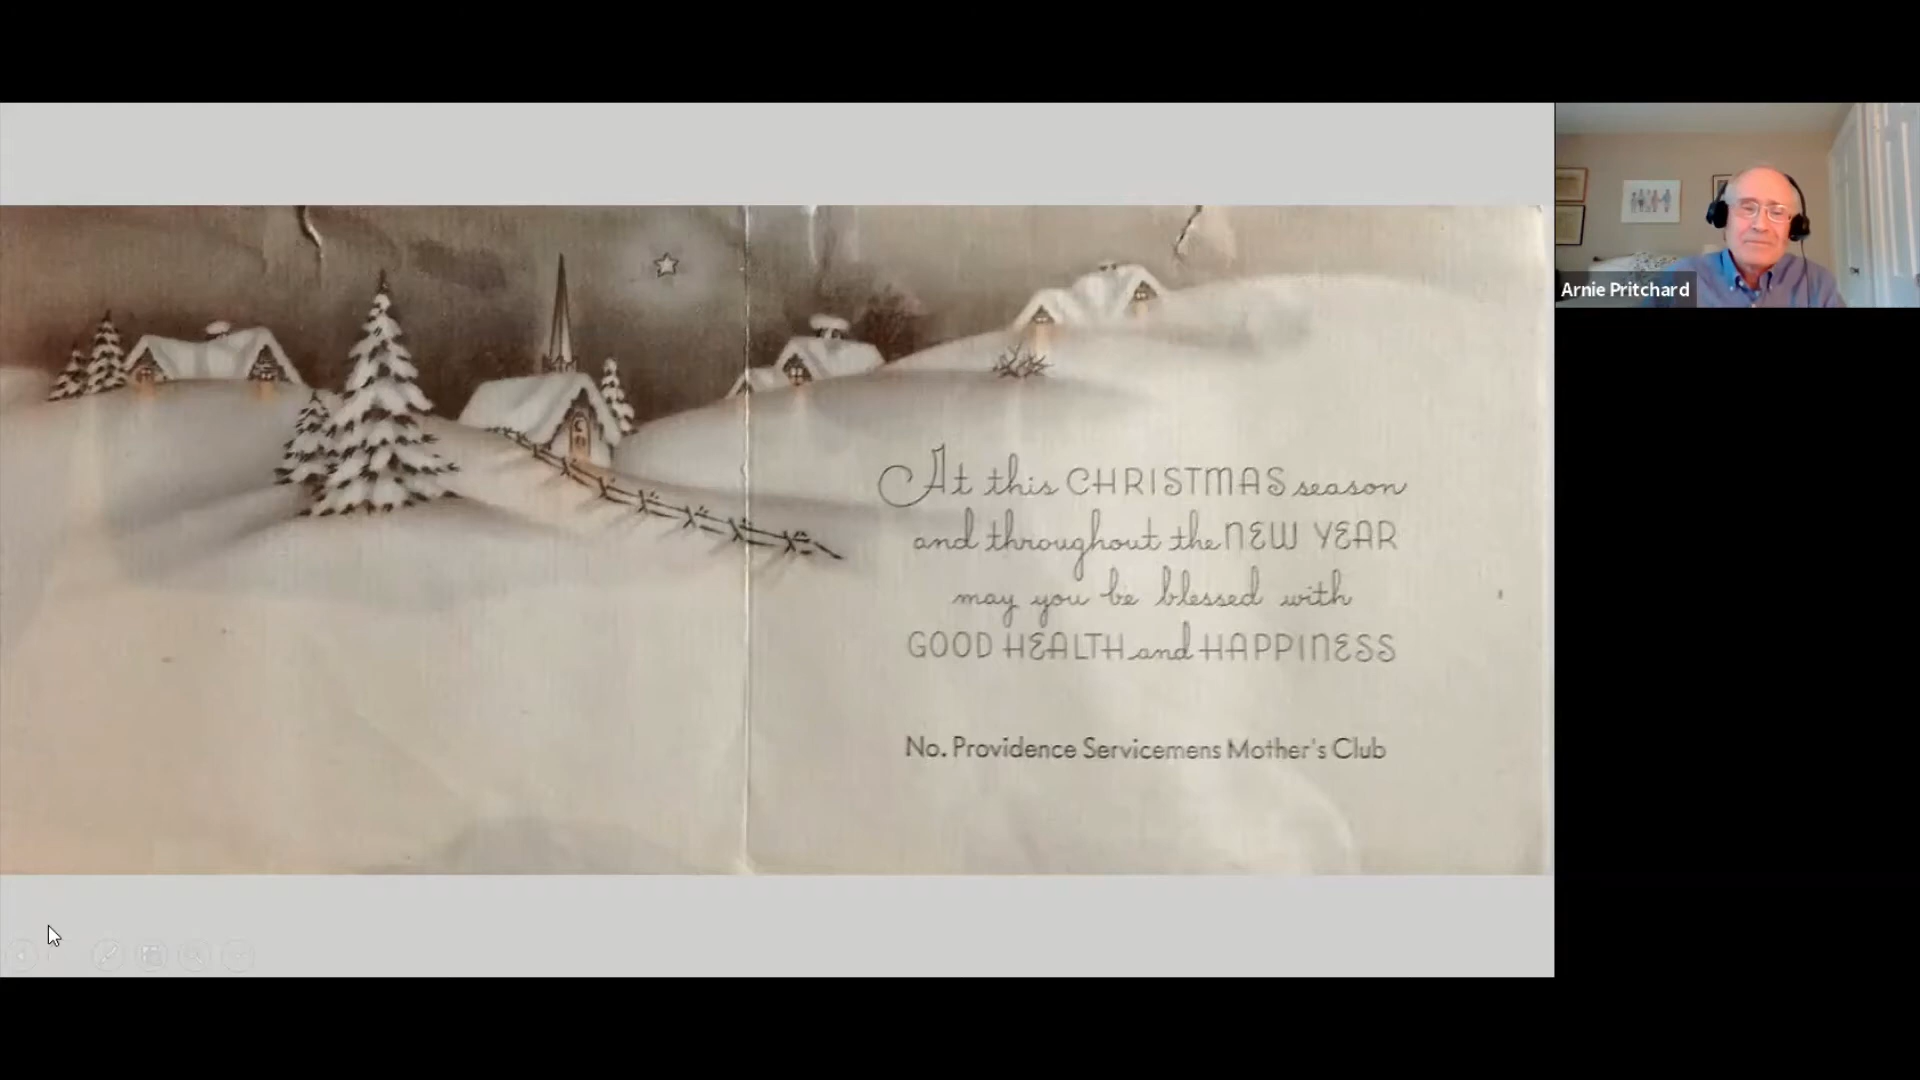 At this CHRISTMAS season
and throughout the NEW YEAR
may you be blessed with
GOOD HEALTH and HAPPINESS
No. Providence Servicemens Mother's Club
Arnie Pritchard